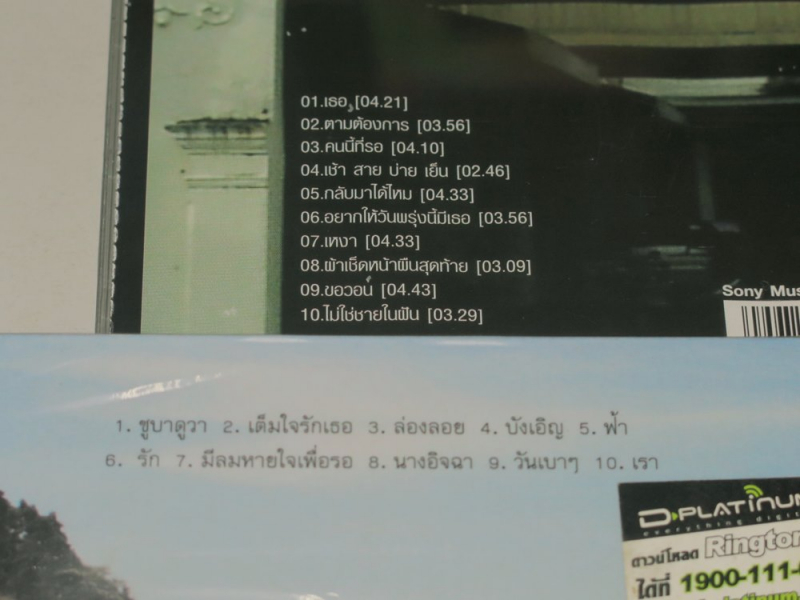 01.เธอ [04.21]
02.ตามต้องการ [03.56]
03.คนนี้ที่รอ [04.10]
04.เช้า สาย บ่าย เย็น [02.46]
05.กลับมาได้ไหม [04.33]
06.อยากให้วันพรุ่งนี้มีเธอ [03.56]
07.เหงา [04.33]
08.ผ้าเช็ดหน้าผืนสุดท้าย [03.09]
09.ขอวอน [04.43]
10.ไม่ใช่ชายในฝัน [03.29]
Sony Mus
1. ชูบาดูวา 2. เต็มใจรักเธอ 3. ล่องลอย 4. บังเอิญ 5. ฟ้า
6. รัก 7. มีลมหายใจเพื่อรอ 8. นางอิจฉา 9. วันเบาๆ 10. เรา
D-PLATINUM
everything digit
ดาวน์โหลด Rington
ได้ที่ 1900-111-
platinum